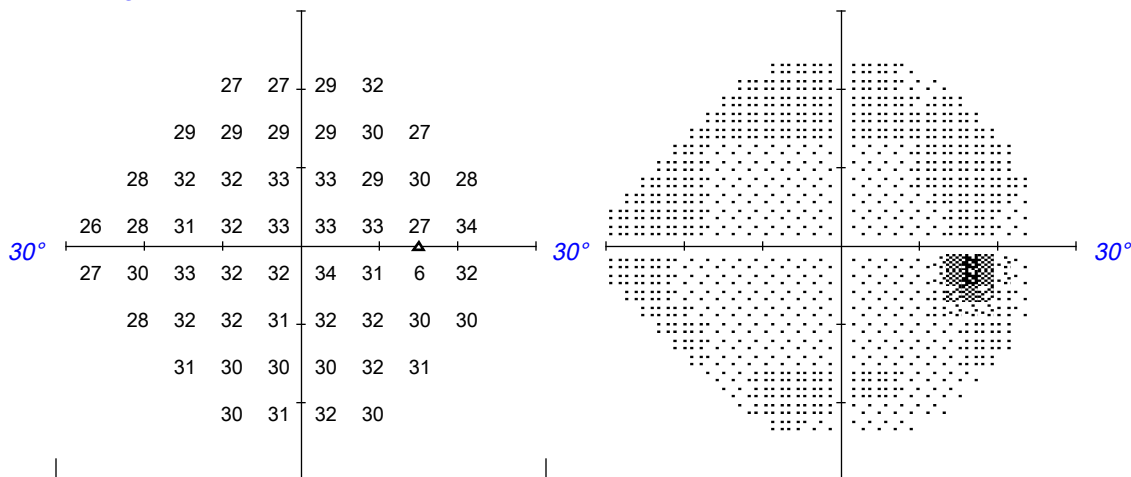 27 27 29 32
29 29 29 29 30 27
28 32 32 33 33 29 30 28
26 28 31 32 33 33 33 27 34
30° 30° 30°
27 30 33 32 32 34 31 6 32
28 32 32 31 32 32 30 30
31 30 30 30 32 31
30 31 32 30